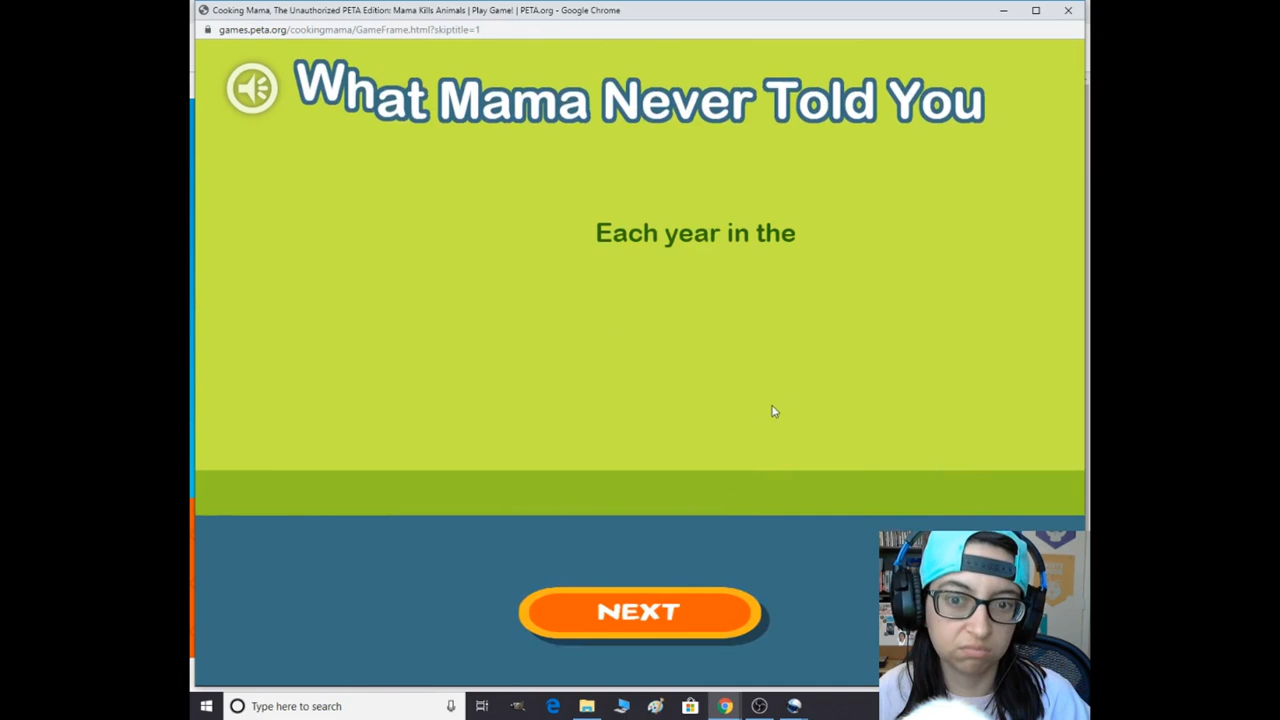 Cooking Mama, The Unauthorized PETA Edition: Mama Kills Animals | Play Game! | PETA.org - Google Chrome
games.peta.org/cookingmama/GameFrame.html?skiptitle=1
What Mama Never Told You
Each year in the
NEXT
Type here to search